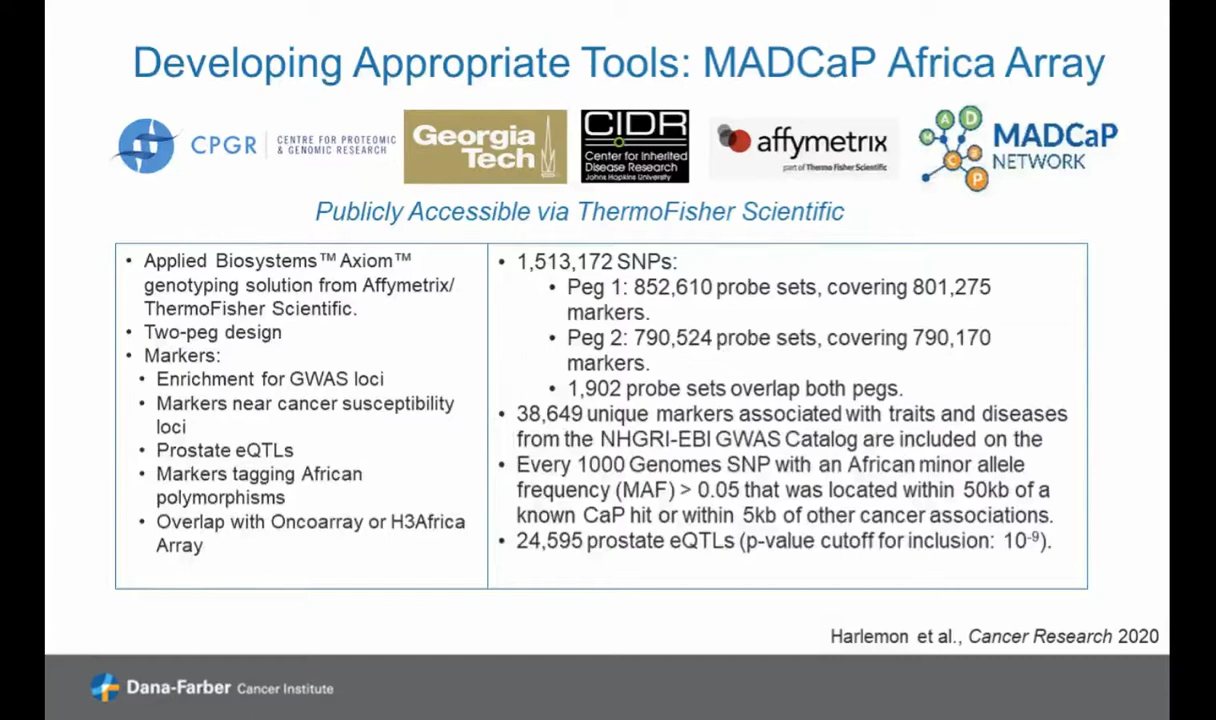 Developing Appropriate Tools: MADCaP Africa Array
CPGR
CENTRE FOR PROTEOMIC
& GENOMIC RESEARCH
Georgia
Tech
CIDR
Center for Inherited
Disease Research
Johns Hopkins University
affymetrix
part of Thermo Fisher Scientific
M A D C a P
MADCaP
NETWORK
Publicly Accessible via ThermoFisher Scientific
• Applied Biosystems™ Axiom™
genotyping solution from Affymetrix/
ThermoFisher Scientific.
• Two-peg design
• Markers:
• Enrichment for GWAS loci
• Markers near cancer susceptibility
loci
• Prostate eQTLs
• Markers tagging African
polymorphisms
• Overlap with Oncoarray or H3Africa
Array
• 1,513,172 SNPs:
• Peg 1: 852,610 probe sets, covering 801,275
markers.
• Peg 2: 790,524 probe sets, covering 790,170
markers.
• 1,902 probe sets overlap both pegs.
• 38,649 unique markers associated with traits and diseases
from the NHGRI-EBI GWAS Catalog are included on the
• Every 1000 Genomes SNP with an African minor allele
frequency (MAF) > 0.05 that was located within 50kb of a
known CaP hit or within 5kb of other cancer associations.
• 24,595 prostate eQTLs (p-value cutoff for inclusion: 10⁻⁹).
Harlemon et al., Cancer Research 2020
Dana-Farber Cancer Institute